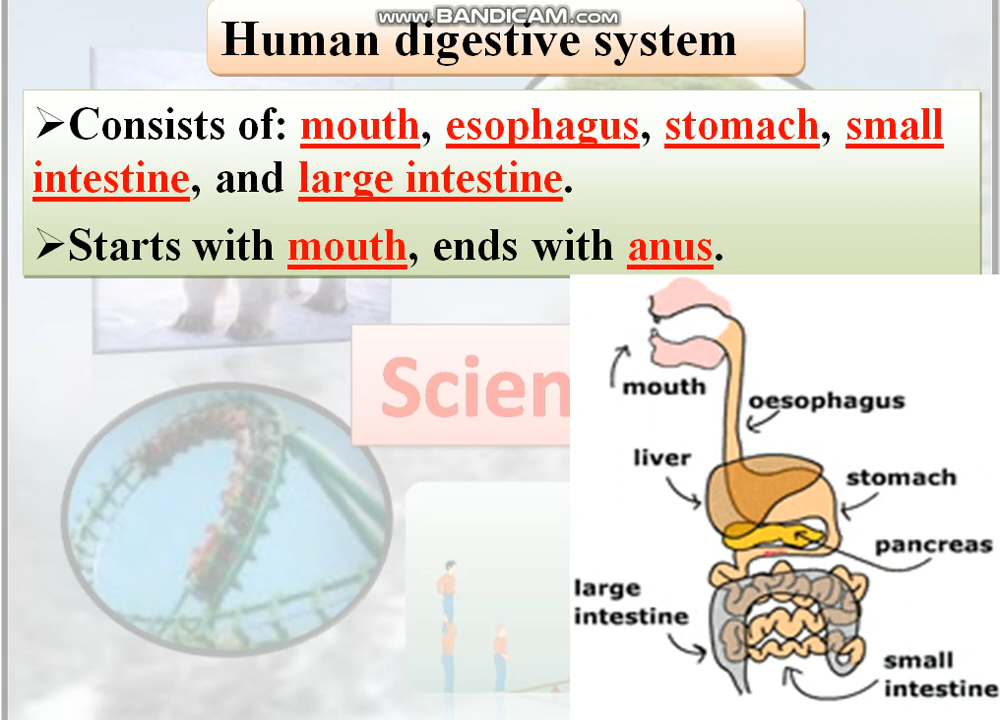 www.BANDICAM.com
Human digestive system
➢Consists of: mouth, esophagus, stomach, small
intestine, and large intestine.
➢Starts with mouth, ends with anus.
Scien
mouth
oesophagus
liver
stomach
pancreas
large
intestine
small
intestine